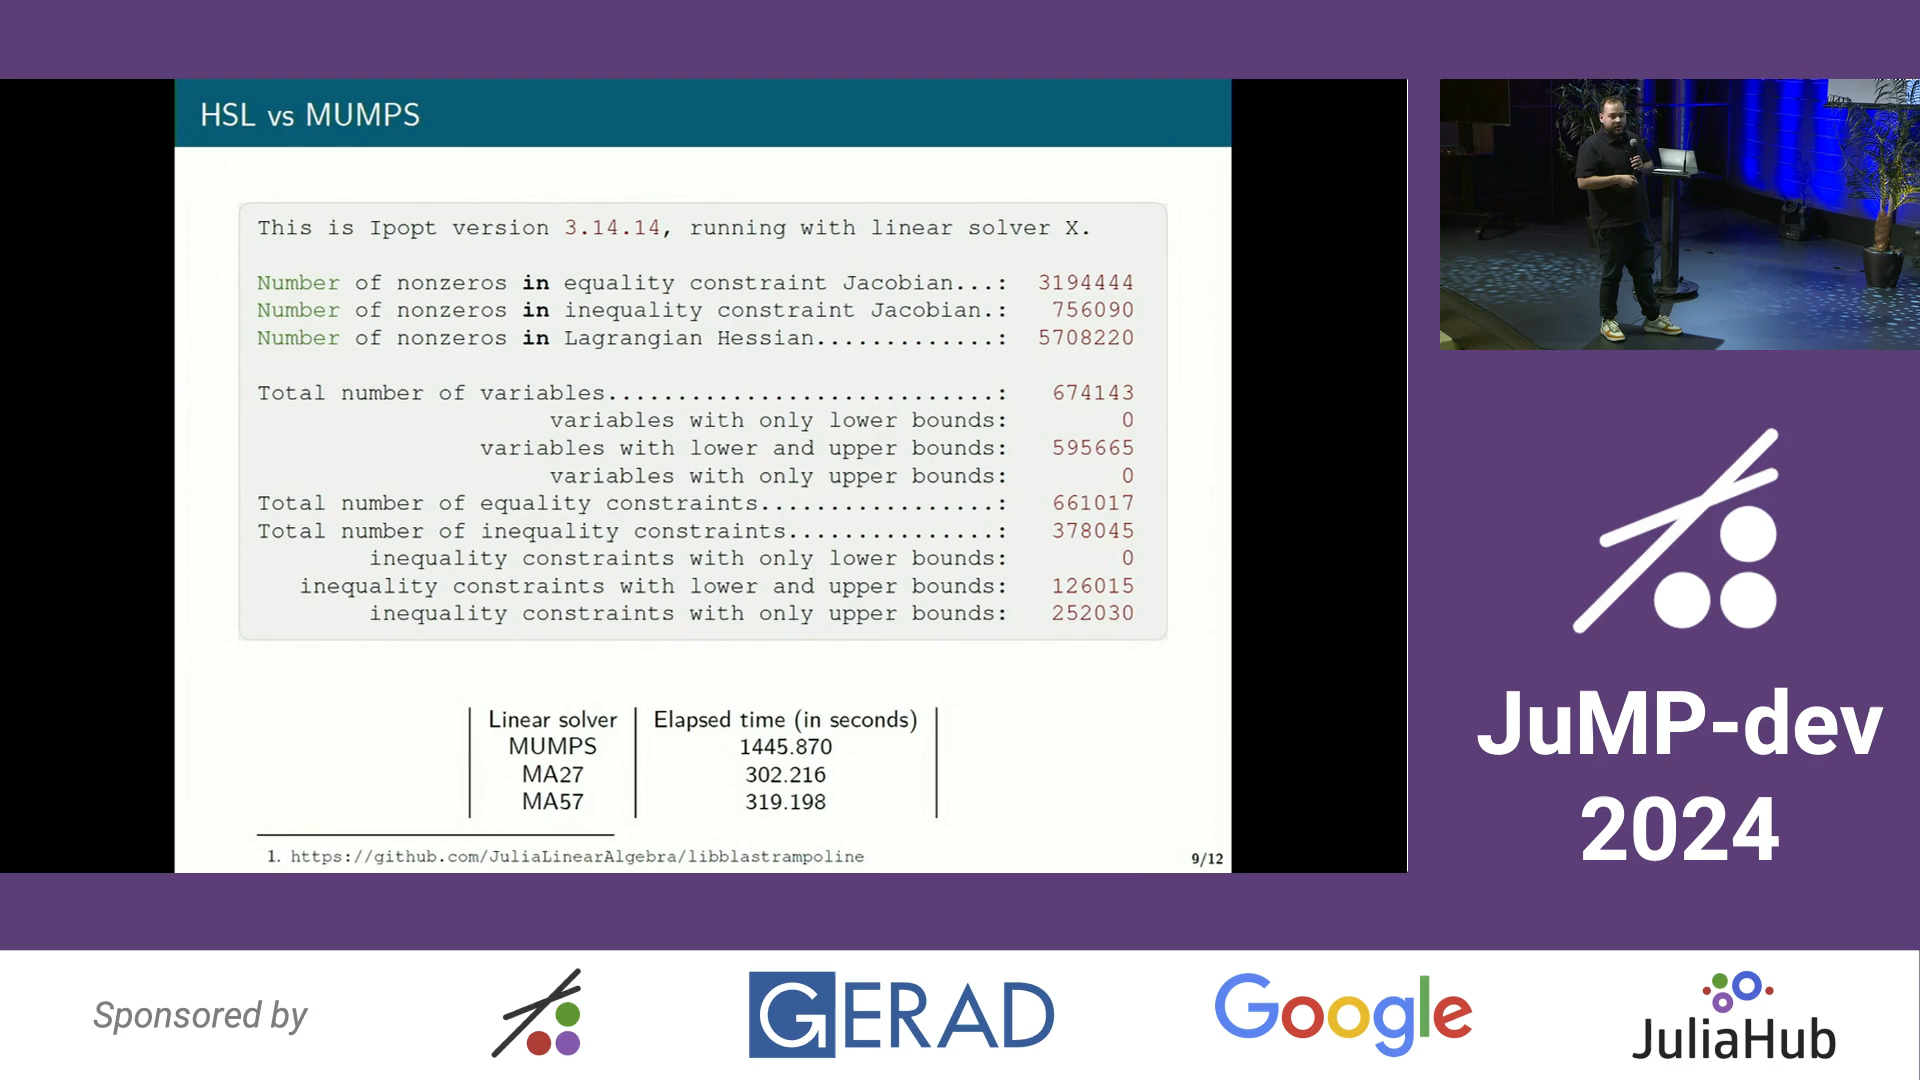 HSL vs MUMPS
This is Ipopt version 3.14.14, running with linear solver X.
Number of nonzeros in equality constraint Jacobian...: 3194444
Number of nonzeros in inequality constraint Jacobian.: 756090
Number of nonzeros in Lagrangian Hessian.............: 5708220
Total number of variables............................: 674143
variables with only lower bounds: 0
variables with lower and upper bounds: 595665
variables with only upper bounds: 0
Total number of equality constraints.................: 661017
Total number of inequality constraints...............: 378045
inequality constraints with only lower bounds: 0
inequality constraints with lower and upper bounds: 126015
inequality constraints with only upper bounds: 252030
Linear solver Elapsed time (in seconds)
MUMPS 1445.870
MA27 302.216
MA57 319.198
1. https://github.com/JuliaLinearAlgebra/libblastrampoline
9/12
JuMP-dev
2024
Sponsored by
GERAD
Google
JuliaHub